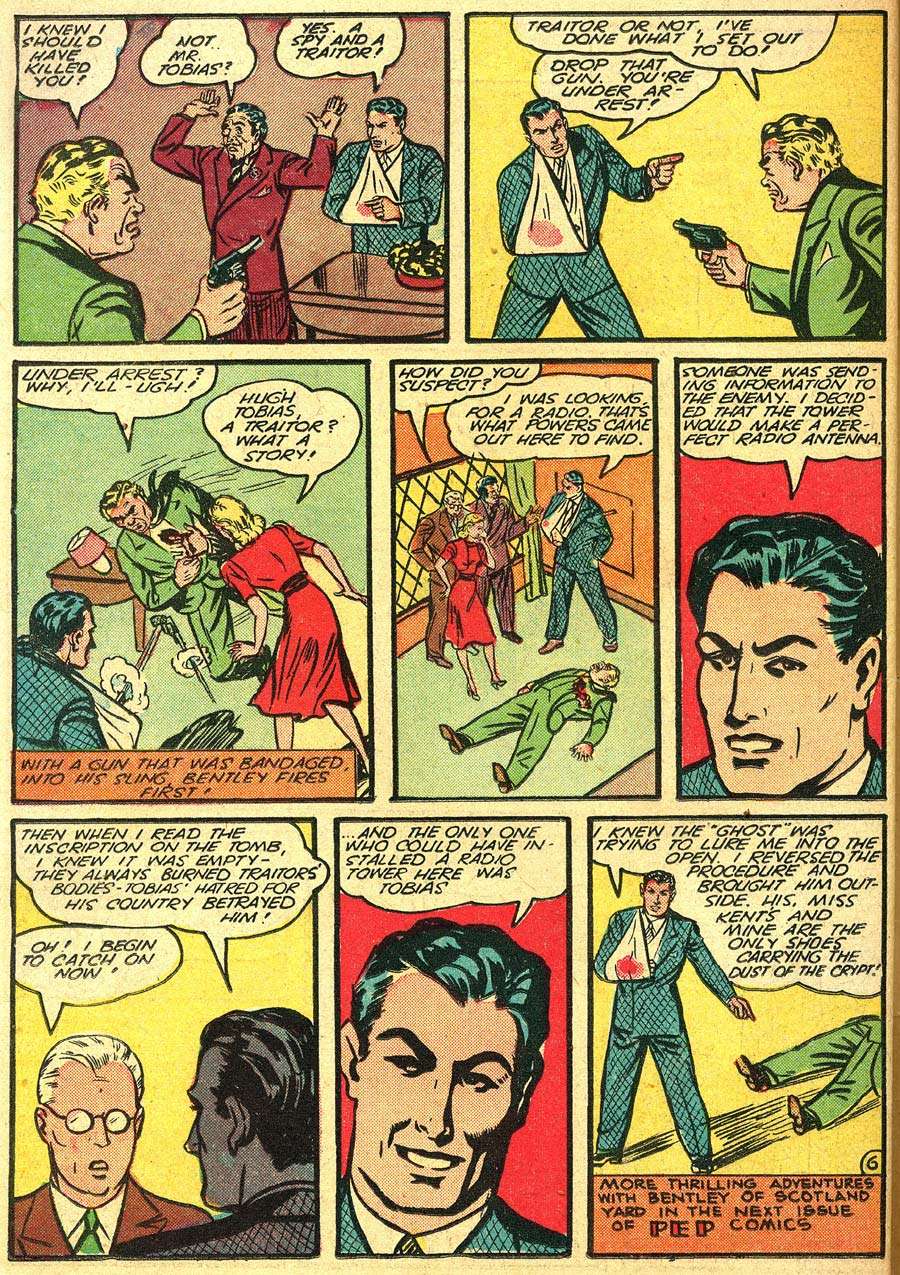 I KNEW I
SHOULD
HAVE
KILLED
YOU!
NOT
MR.
TOBIAS?
YES. A
SPY AND A
TRAITOR!
TRAITOR OR NOT, I'VE
DONE WHAT I SET OUT
TO DO!
DROP THAT
GUN. YOU'RE
UNDER AR-
REST!
UNDER ARREST?
WHY, I'LL - UGH!
HUGH
TOBIAS,
A TRAITOR?
WHAT A
STORY!
WITH A GUN THAT WAS BANDAGED
INTO HIS SLING, BENTLEY FIRES
FIRST!
HOW DID YOU
SUSPECT?
I WAS LOOKING
FOR A RADIO. THAT'S
WHAT POWERS CAME
OUT HERE TO FIND.
SOMEONE WAS SEND-
ING INFORMATION TO
THE ENEMY. I DECID-
ED THAT THE TOWER
WOULD MAKE A PER-
FECT RADIO ANTENNA.
THEN WHEN I READ THE
INSCRIPTION ON THE TOMB,
I KNEW IT WAS EMPTY-
THEY ALWAYS BURNED TRAITORS'
BODIES - TOBIAS' HATRED FOR
HIS COUNTRY BETRAYED
HIM!
OH! I BEGIN
TO CATCH ON
NOW!
...AND THE ONLY ONE
WHO COULD HAVE IN-
STALLED A RADIO
TOWER HERE WAS
TOBIAS
I KNEW THE "GHOST" WAS
TRYING TO LURE ME INTO THE
OPEN. I REVERSED THE
PROCEDURE AND
BROUGHT HIM OUT-
SIDE. HIS, MISS
KENT'S AND
MINE ARE THE
ONLY SHOES
CARRYING THE
DUST OF THE CRYPT!
6
MORE THRILLING ADVENTURES
WITH BENTLEY OF SCOTLAND
YARD IN THE NEXT ISSUE
OF PEP COMICS